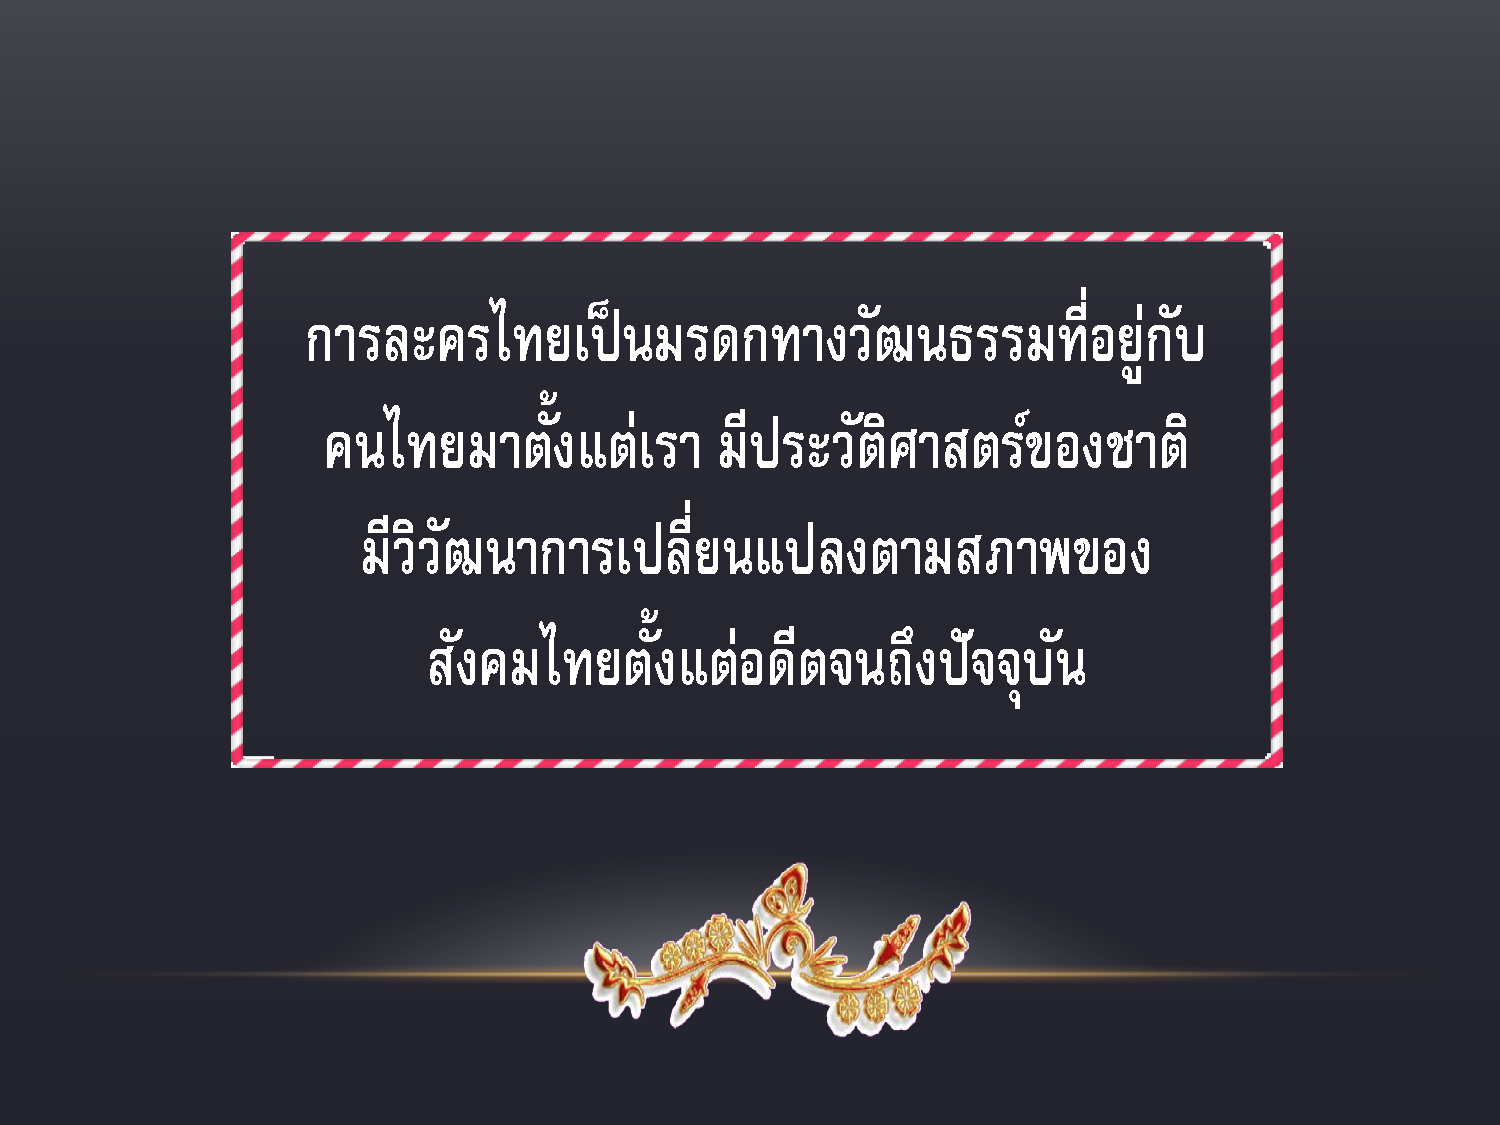 การละครไทยเป็นมรดกทางวัฒนธรรมที่อยู่กับ
คนไทยมาตั้งแต่เรา มีประวัติศาสตร์ของชาติ
มีวิวัฒนาการเปลี่ยนแปลงตามสภาพของ
สังคมไทยตั้งแต่อดีตจนถึงปัจจุบัน